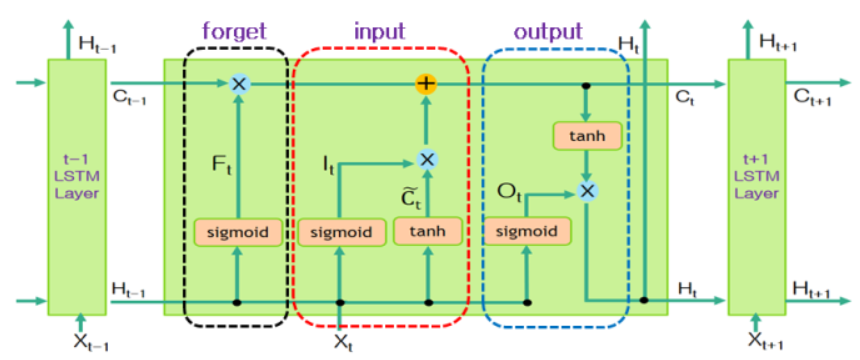 forget input output
H_{t-1} H_t H_{t+1}
C_{t-1} × + C_t C_{t+1}
tanh
t-1
LSTM
Layer
F_t I_t × C̃_t O_t ×
t+1
LSTM
Layer
sigmoid sigmoid tanh sigmoid
H_{t-1} H_t H_{t+1}
X_{t-1} X_t X_{t+1}